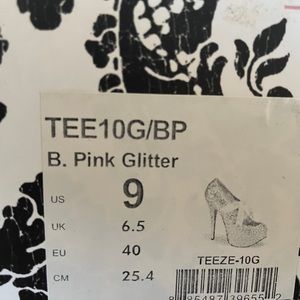 TEE10G/BP
B. Pink Glitter
US 9
UK 6.5
EU 40
CM 25.4
TEEZE-10G